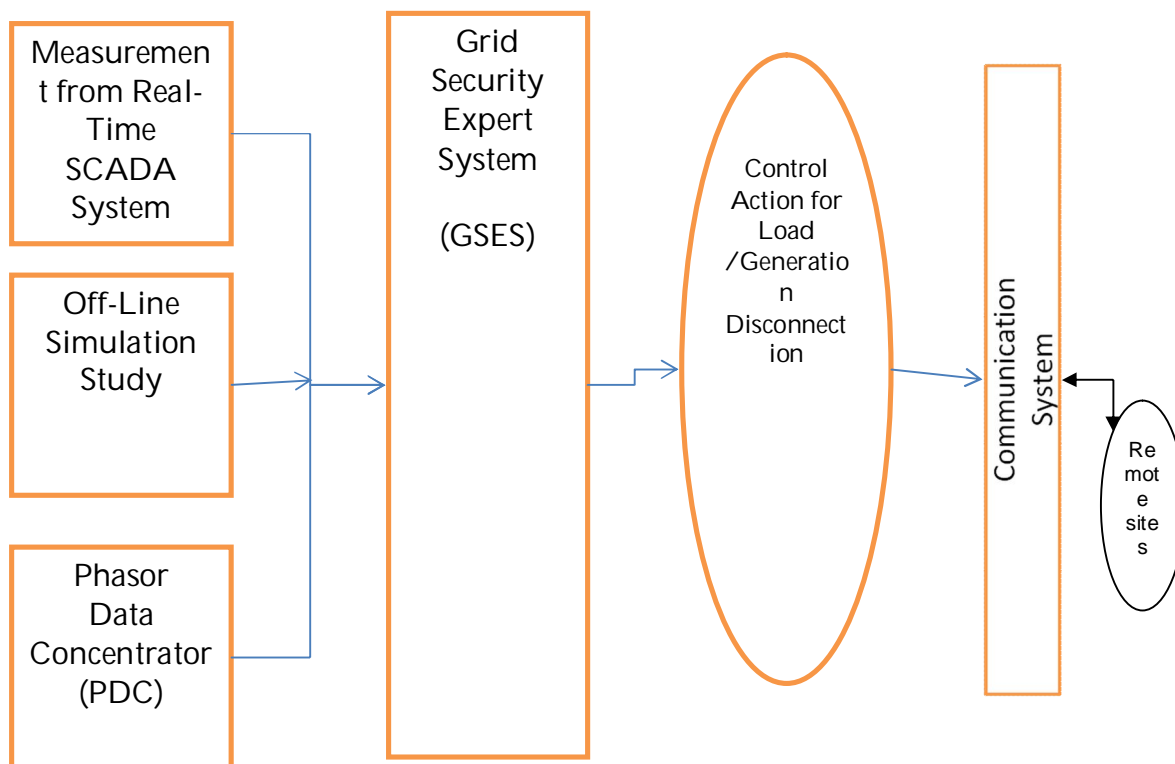 Measuremen
t from Real-
Time
SCADA
System
Off-Line
Simulation
Study
Phasor
Data
Concentrator
(PDC)
Grid
Security
Expert
System
(GSES)
Control
Action for
Load
/Generatio
n
Disconnect
ion
Communication
System
Re
mot
e
site
s